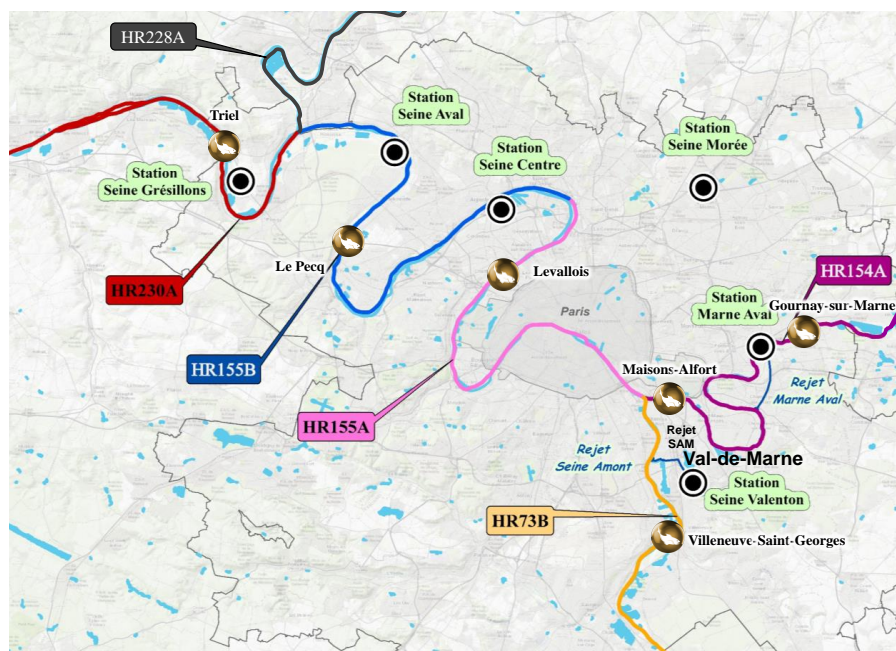 HR228A
Triel
Station
Seine Aval
Station
Seine Centre
Station
Seine Morée
Station
Seine Grésillons
Le Pecq
HR230A
Levallois
HR154A
Station
Marne Aval
Gournay-sur-Marne
Paris
HR155B
Maisons-Alfort
Rejet
Marne Aval
HR155A
Rejet
SAM
Rejet
Seine Amont
Val-de-Marne
Station
Seine Valenton
HR73B
Villeneuve-Saint-Georges